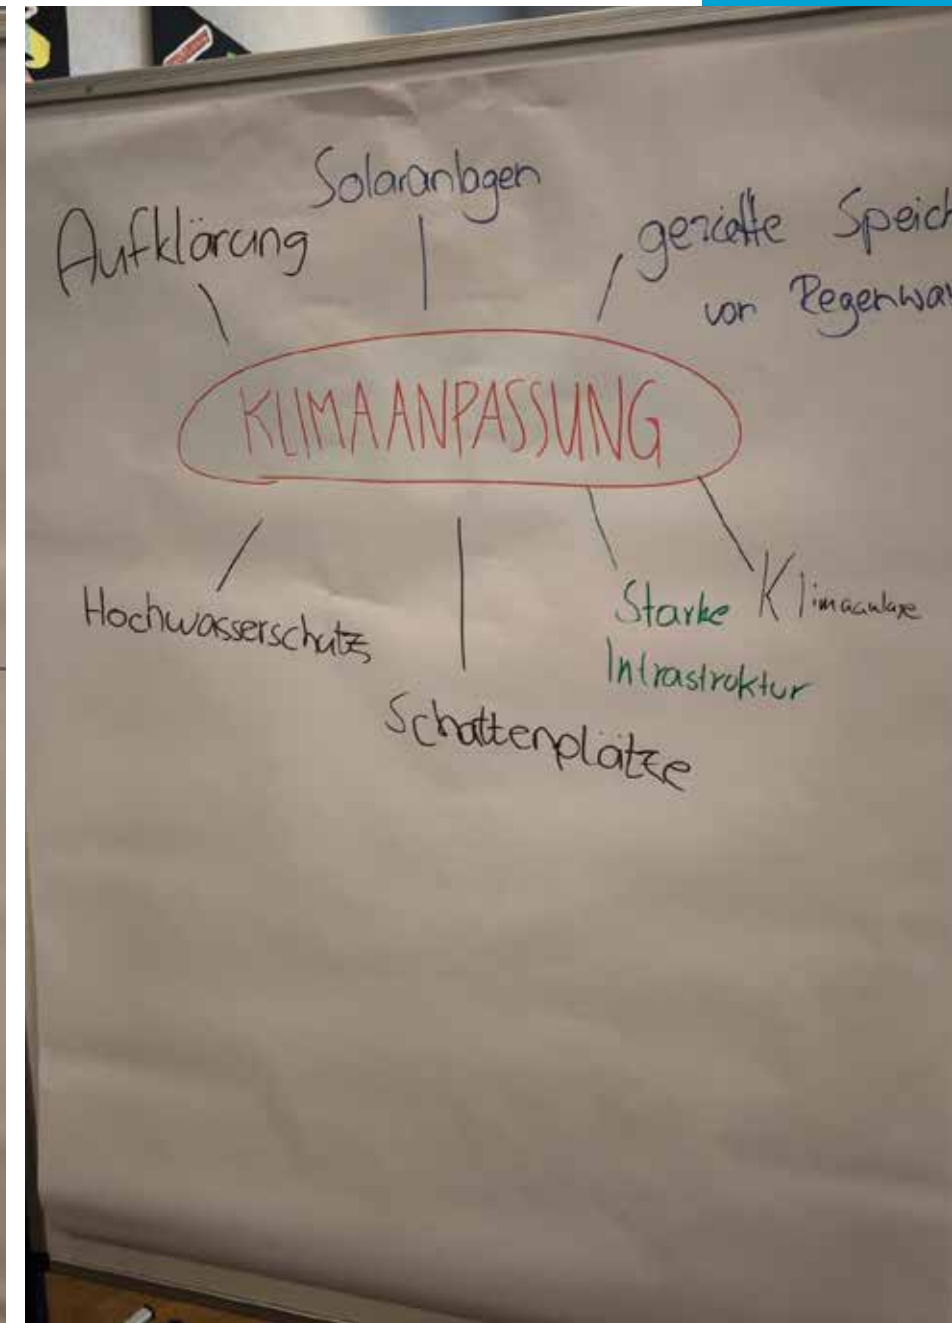 Solaranlagen
Aufklärung
gezielte Speich
von Regenwa
KLIMAANPASSUNG
Hochwasserschutz
Starke
Infrastruktur
Klimaanlage
Schattenplätze